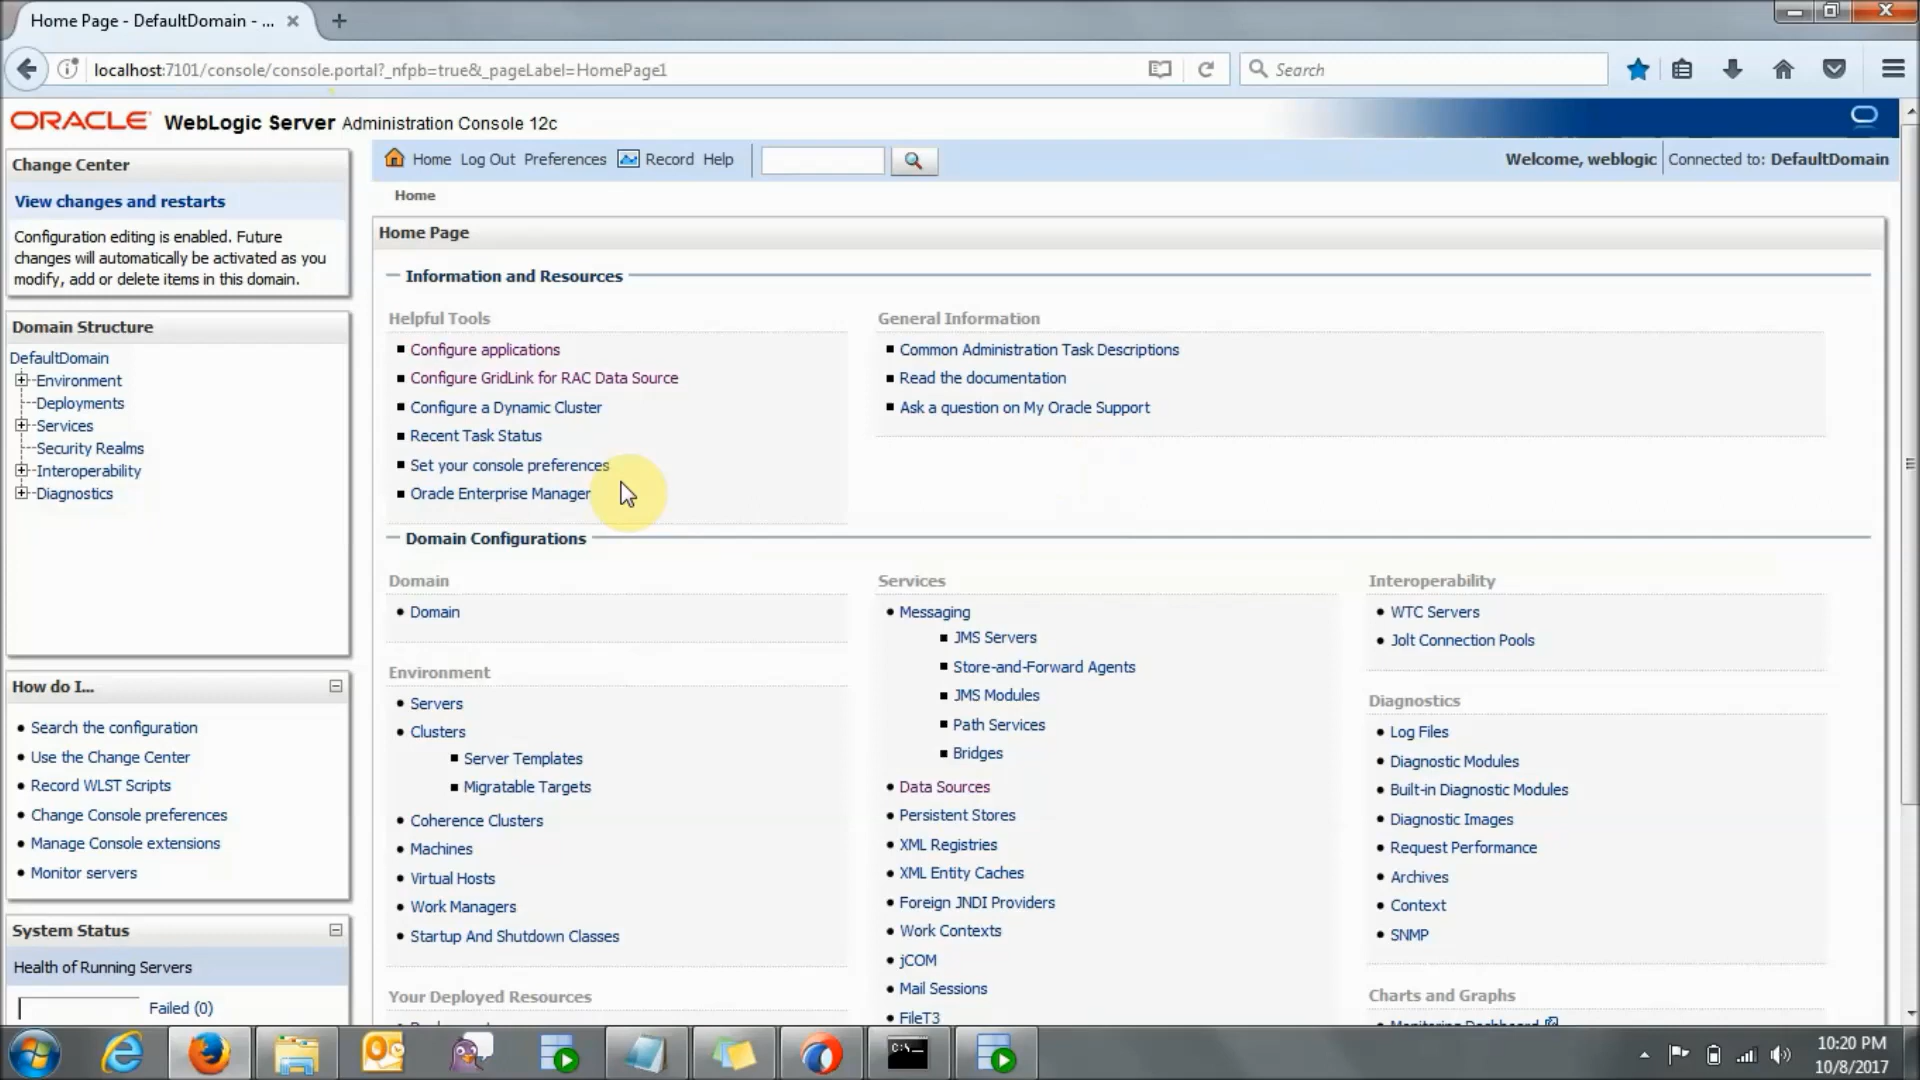 Home Page - DefaultDomain - ...
localhost:7101/console/console.portal?_nfpb=true&_pageLabel=HomePage1
Search
ORACLE WebLogic Server Administration Console 12c
Change Center
View changes and restarts
Configuration editing is enabled. Future
changes will automatically be activated as you
modify, add or delete items in this domain.
Domain Structure
DefaultDomain
Environment
Deployments
Services
Security Realms
Interoperability
Diagnostics
How do I...
Search the configuration
Use the Change Center
Record WLST Scripts
Change Console preferences
Manage Console extensions
Monitor servers
System Status
Health of Running Servers
Failed (0)
Home Log Out Preferences Record Help
Welcome, weblogic
Connected to: DefaultDomain
Home
Home Page
Information and Resources
Helpful Tools
Configure applications
Configure GridLink for RAC Data Source
Configure a Dynamic Cluster
Recent Task Status
Set your console preferences
Oracle Enterprise Manager
General Information
Common Administration Task Descriptions
Read the documentation
Ask a question on My Oracle Support
Domain Configurations
Domain
Domain
Environment
Servers
Clusters
Server Templates
Migratable Targets
Coherence Clusters
Machines
Virtual Hosts
Work Managers
Startup And Shutdown Classes
Your Deployed Resources
Services
Messaging
JMS Servers
Store-and-Forward Agents
JMS Modules
Path Services
Bridges
Data Sources
Persistent Stores
XML Registries
XML Entity Caches
Foreign JNDI Providers
Work Contexts
jCOM
Mail Sessions
FileT3
Interoperability
WTC Servers
Jolt Connection Pools
Diagnostics
Log Files
Diagnostic Modules
Built-in Diagnostic Modules
Diagnostic Images
Request Performance
Archives
Context
SNMP
Charts and Graphs
Monitoring Dashboard
10:20 PM
10/8/2017